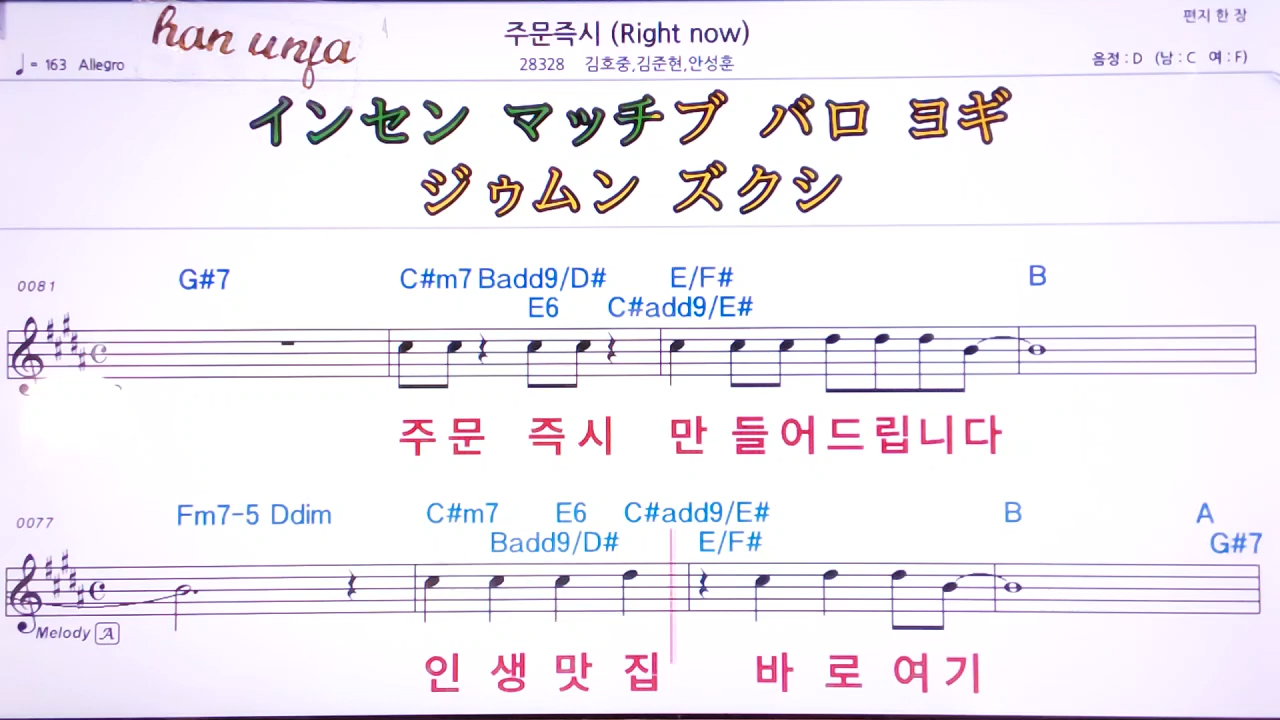 han unfa
주문즉시 (Right now)
편지 한 장
♩= 163 Allegro
28328 김호중,김준현,안성훈
음정 : D (남 : C 여 : F)
インセン マッチブ バロ ヨギ
ジゥムン ズクシ
0081
G#7 C#m7 Badd9/D# E/F# B
E6 C#add9/E#
주문 즉시 만 들어드립니다
0077
Fm7-5 Ddim C#m7 E6 C#add9/E# B A
Badd9/D# E/F# G#7
Melody A
인 생 맛 집 바 로 여기